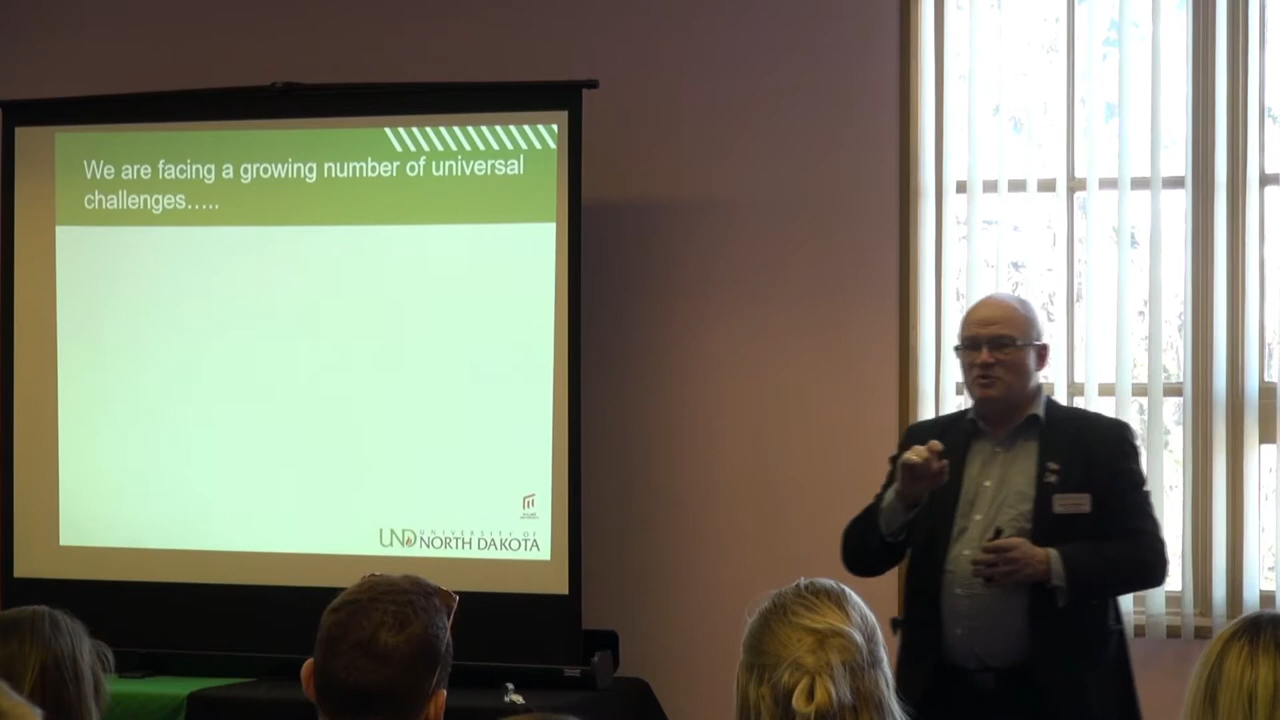 We are facing a growing number of universal
challenges.....
UND UNIVERSITY OF
NORTH DAKOTA